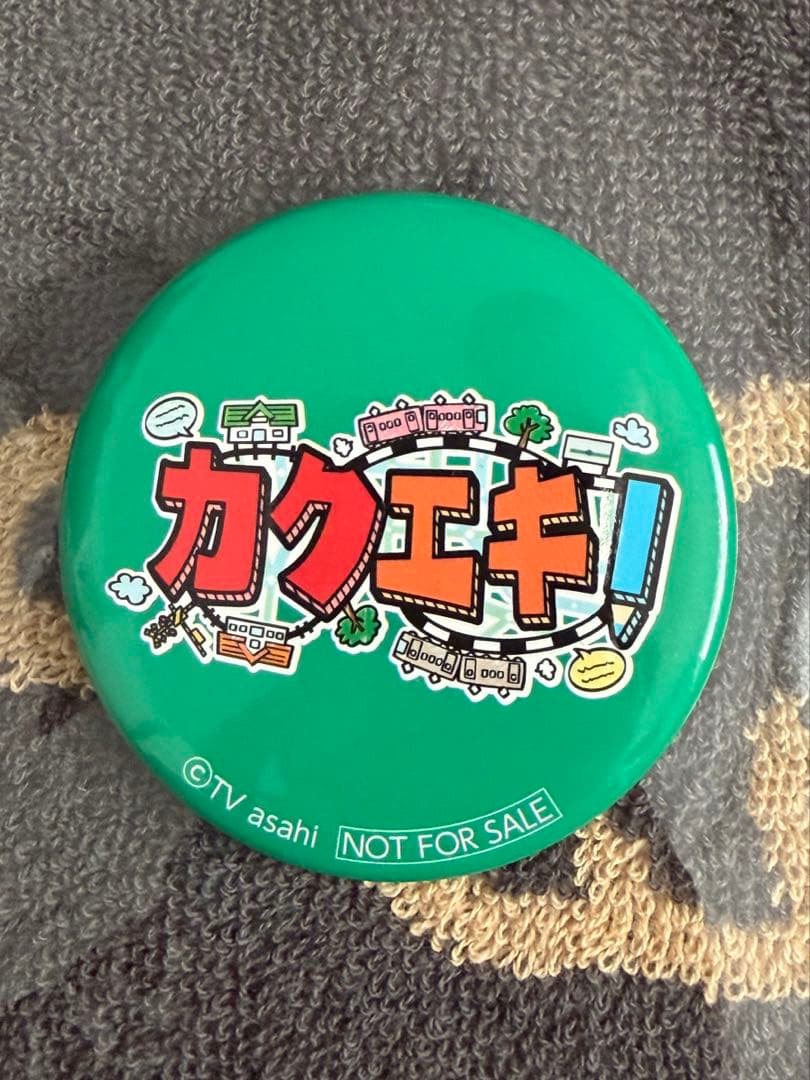 カクエキ!
©TV asahi
NOT FOR SALE